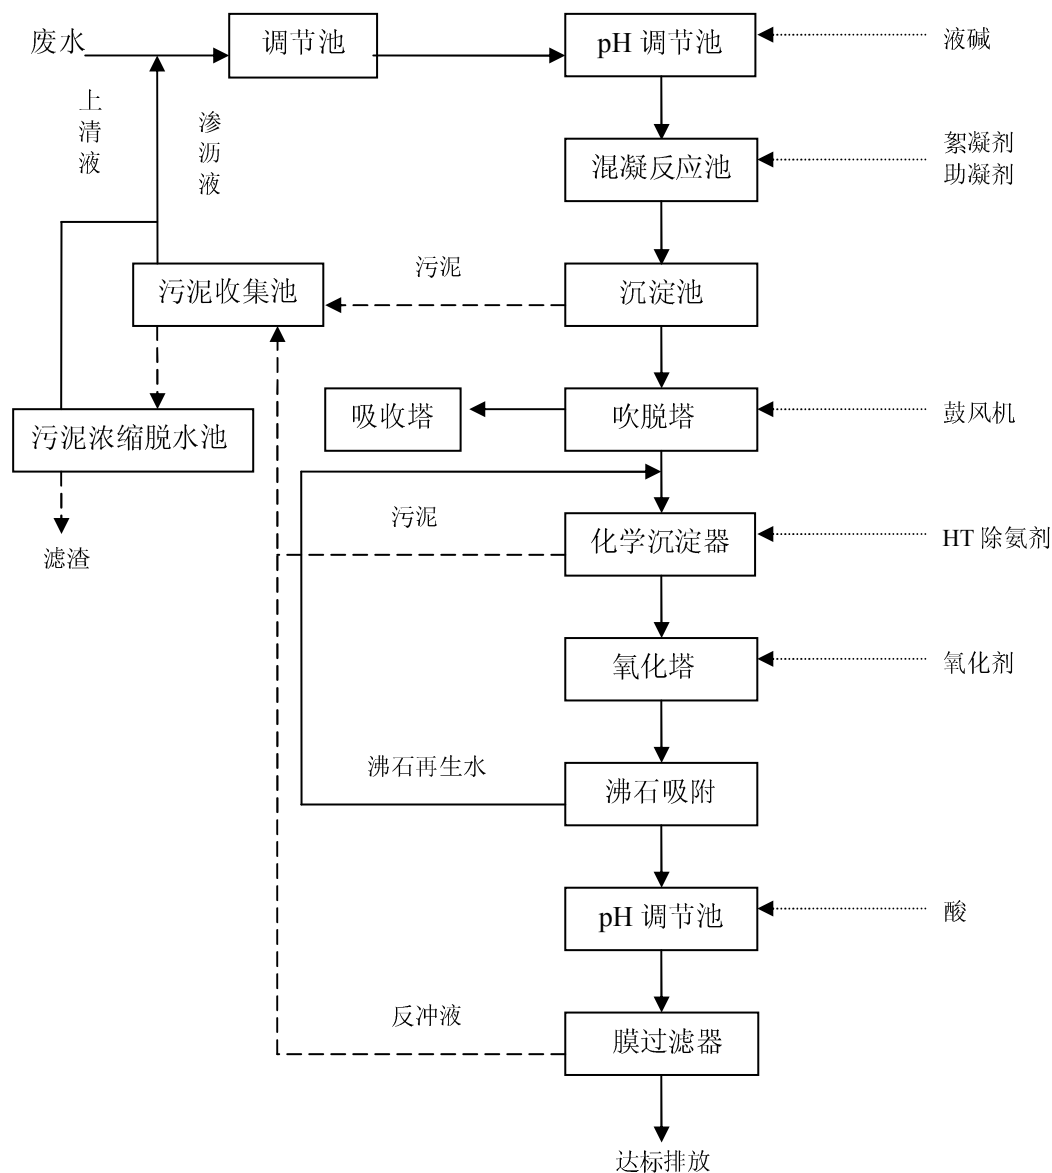 废水
调节池
pH 调节池
液碱
上清液
渗沥液
混凝反应池
絮凝剂
助凝剂
污泥收集池
污泥
沉淀池
吸收塔
吹脱塔
鼓风机
污泥浓缩脱水池
滤渣
污泥
化学沉淀器
HT 除氨剂
氧化塔
氧化剂
沸石再生水
沸石吸附
pH 调节池
酸
反冲液
膜过滤器
达标排放